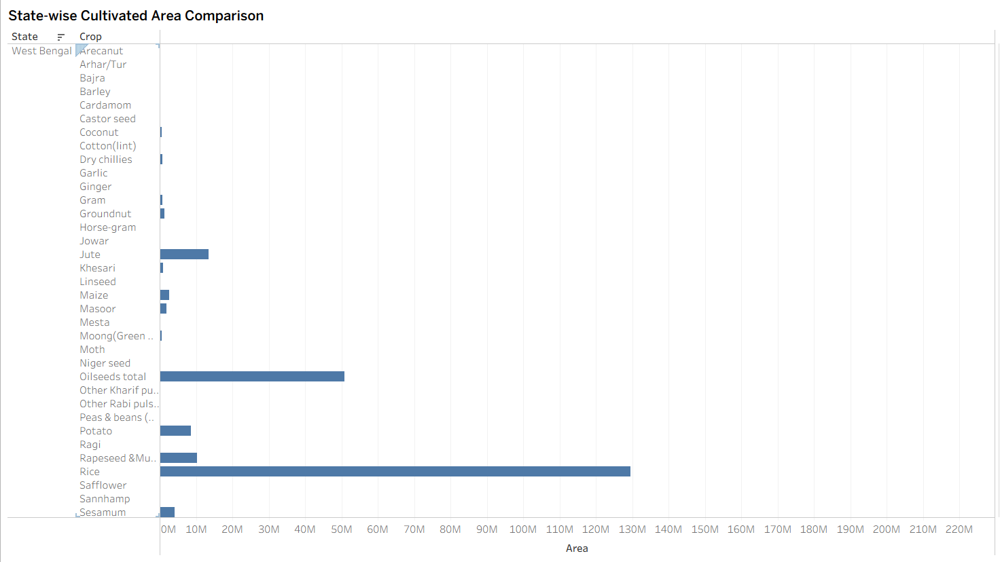 State-wise Cultivated Area Comparison
State Crop
West Bengal Arecanut
Arhar/Tur
Bajra
Barley
Cardamom
Castor seed
Coconut
Cotton(lint)
Dry chillies
Garlic
Ginger
Gram
Groundnut
Horse-gram
Jowar
Jute
Khesari
Linseed
Maize
Masoor
Mesta
Moong(Green ..
Moth
Niger seed
Oilseeds total
Other Kharif pu..
Other Rabi puls..
Peas & beans (..
Potato
Ragi
Rapeseed &Mu..
Rice
Safflower
Sannhamp
Sesamum
0M 10M 20M 30M 40M 50M 60M 70M 80M 90M 100M 110M 120M 130M 140M 150M 160M 170M 180M 190M 200M 210M 220M
Area